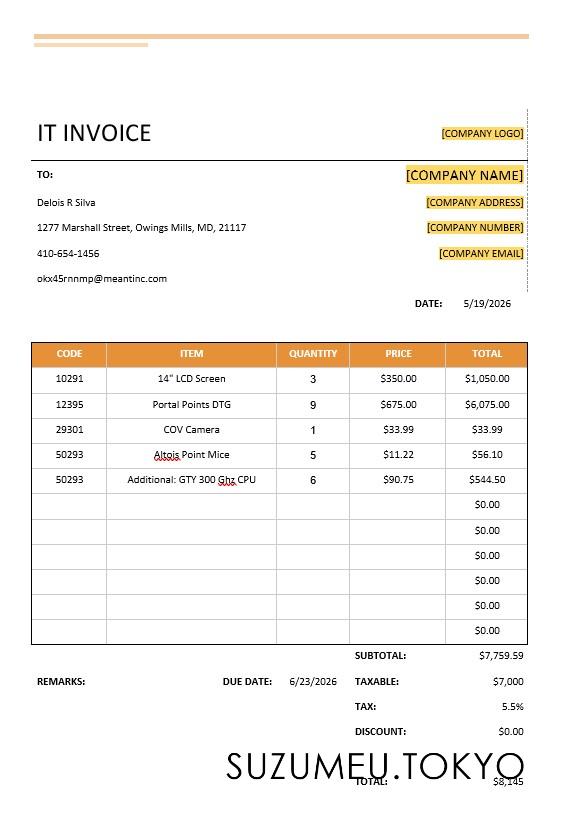 IT INVOICE [COMPANY LOGO]
TO: [COMPANY NAME]
Delois R Silva [COMPANY ADDRESS]
1277 Marshall Street, Owings Mills, MD, 21117 [COMPANY NUMBER]
410-654-1456 [COMPANY EMAIL]
okx45rnnmp@meantinc.com
DATE: 5/19/2026
CODE ITEM QUANTITY PRICE TOTAL
10291 14" LCD Screen 3 $350.00 $1,050.00
12395 Portal Points DTG 9 $675.00 $6,075.00
29301 COV Camera 1 $33.99 $33.99
50293 Altois Point Mice 5 $11.22 $56.10
50293 Additional: GTY 300 Ghz CPU 6 $90.75 $544.50
$0.00
$0.00
$0.00
$0.00
$0.00
$0.00
SUBTOTAL: $7,759.59
REMARKS: DUE DATE: 6/23/2026 TAXABLE: $7,000
TAX: 5.5%
DISCOUNT: $0.00
SUZUMEU.TOKYO
TOTAL: $8,145